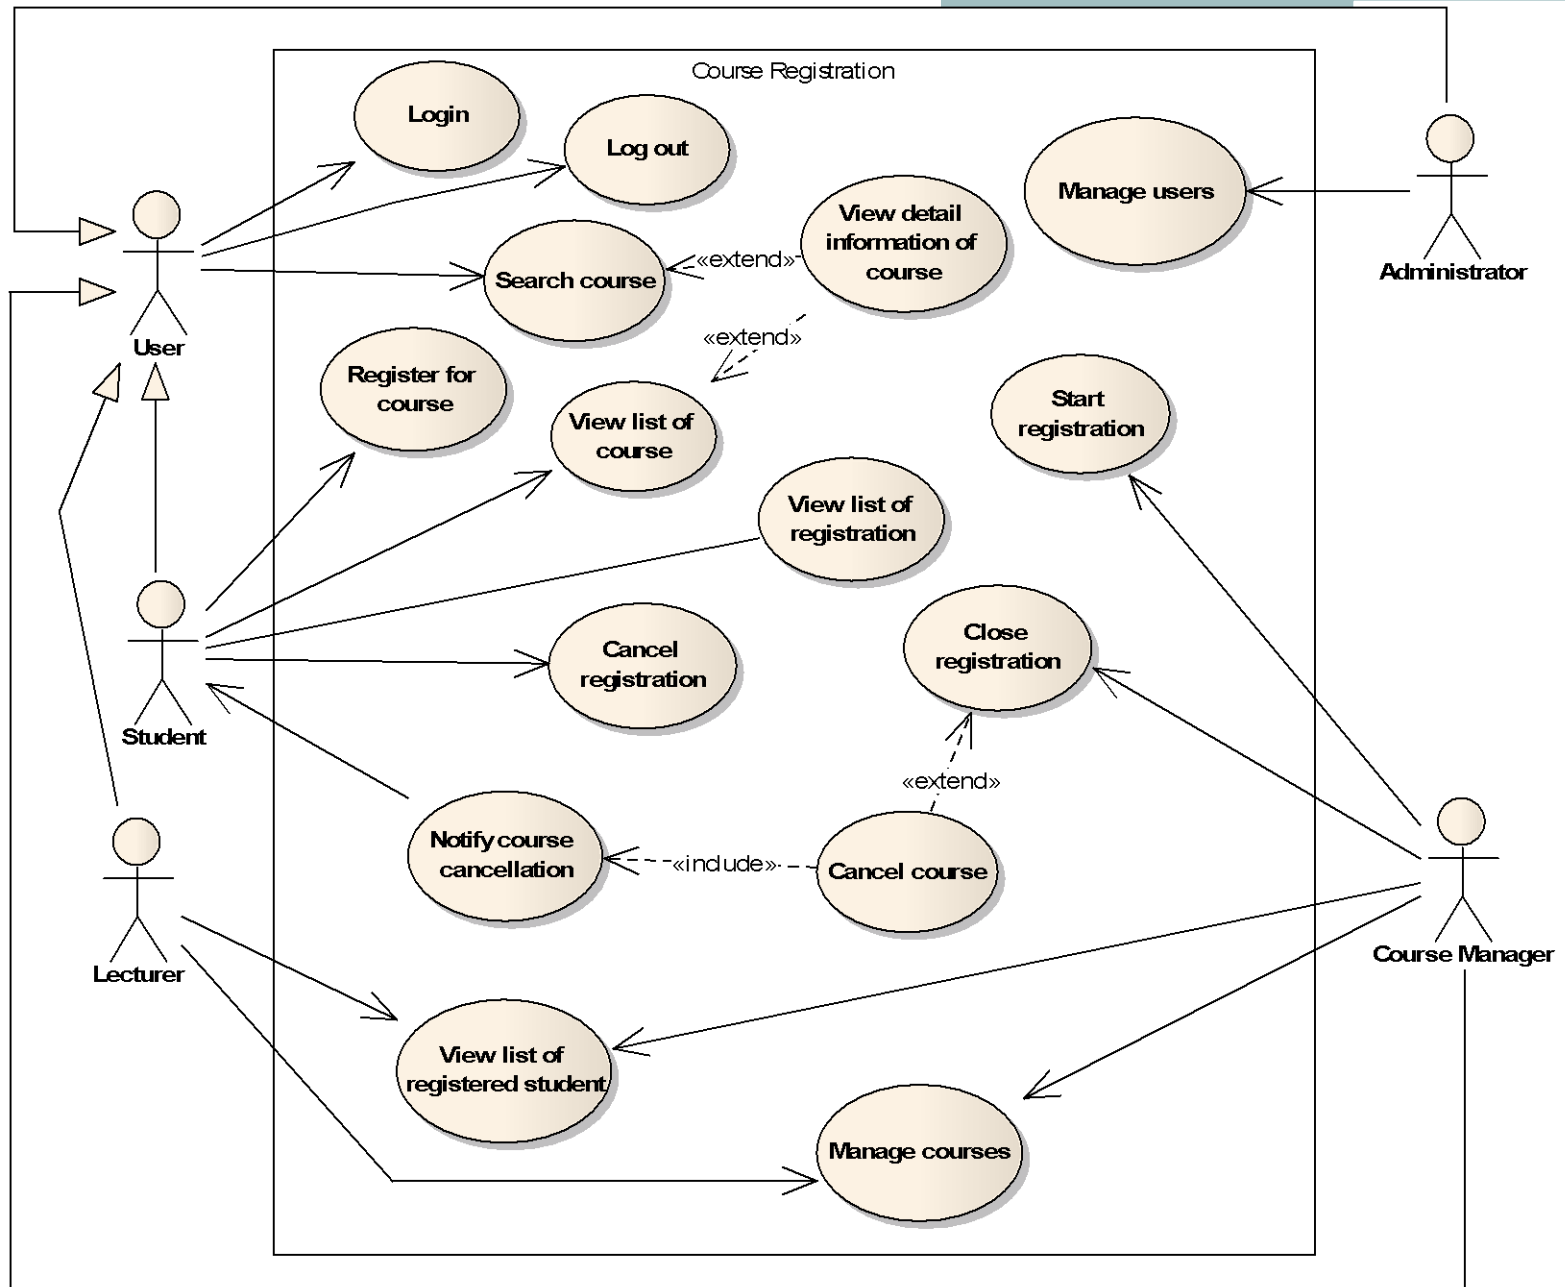 Course Registration
Login
Log out
Manage users
View detail
information of
course
Administrator
«extend»
Search course
User
«extend»
Register for
course
View list of
course
Start
registration
View list of
registration
Close
registration
Cancel
registration
Student
«extend»
Notify course
cancellation
«include»
Cancel course
Course Manager
Lecturer
View list of
registered student
Manage courses